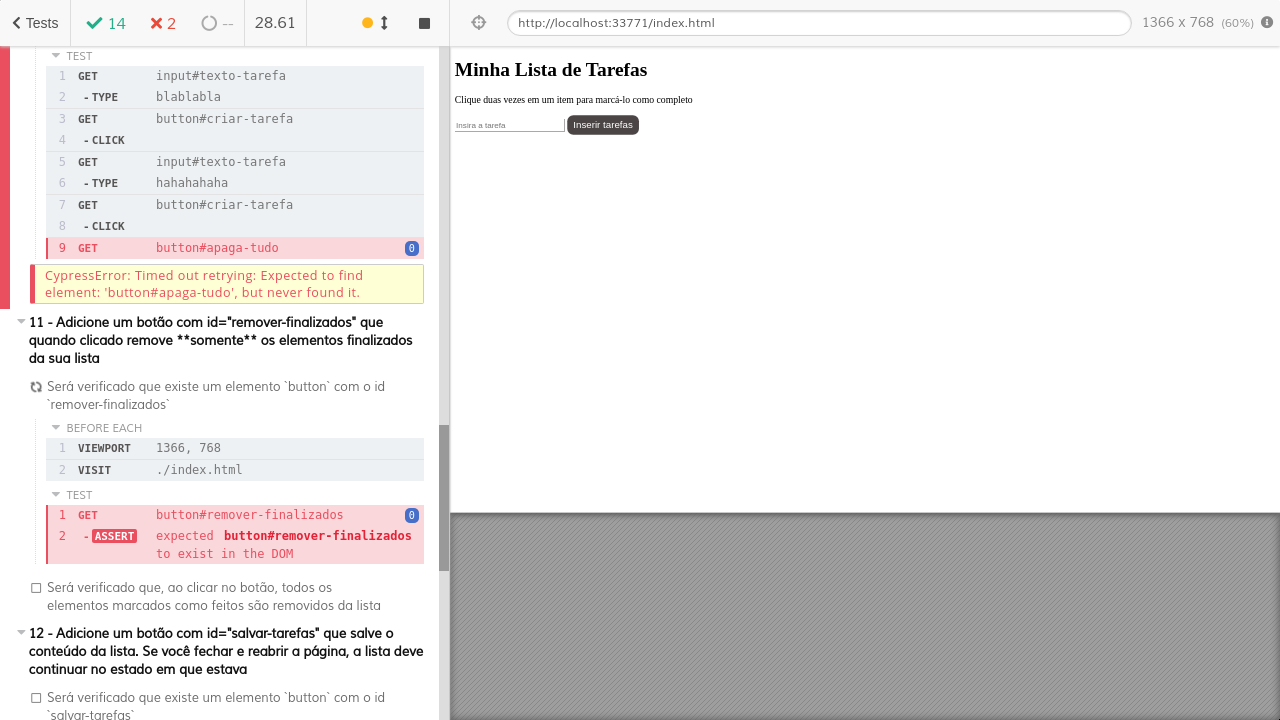 Tests 14 2 -- 28.61
http://localhost:33771/index.html 1366 x 768 (60%)
TEST
1 GET input#texto-tarefa
2 - TYPE blablabla
3 GET button#criar-tarefa
4 - CLICK
5 GET input#texto-tarefa
6 - TYPE hahahahaha
7 GET button#criar-tarefa
8 - CLICK
9 GET button#apaga-tudo 0
CypressError: Timed out retrying: Expected to find
element: 'button#apaga-tudo', but never found it.
11 - Adicione um botão com id="remover-finalizados" que
quando clicado remove **somente** os elementos finalizados
da sua lista
Será verificado que existe um elemento `button` com o id
`remover-finalizados`
BEFORE EACH
1 VIEWPORT 1366, 768
2 VISIT ./index.html
TEST
1 GET button#remover-finalizados 0
2 - ASSERT expected button#remover-finalizados
to exist in the DOM
Será verificado que, ao clicar no botão, todos os
elementos marcados como feitos são removidos da lista
12 - Adicione um botão com id="salvar-tarefas" que salve o
conteúdo da lista. Se você fechar e reabrir a página, a lista deve
continuar no estado em que estava
Será verificado que existe um elemento `button` com o id
`salvar-tarefas`
Minha Lista de Tarefas
Clique duas vezes em um item para marcá-lo como completo
Insira a tarefa Inserir tarefas